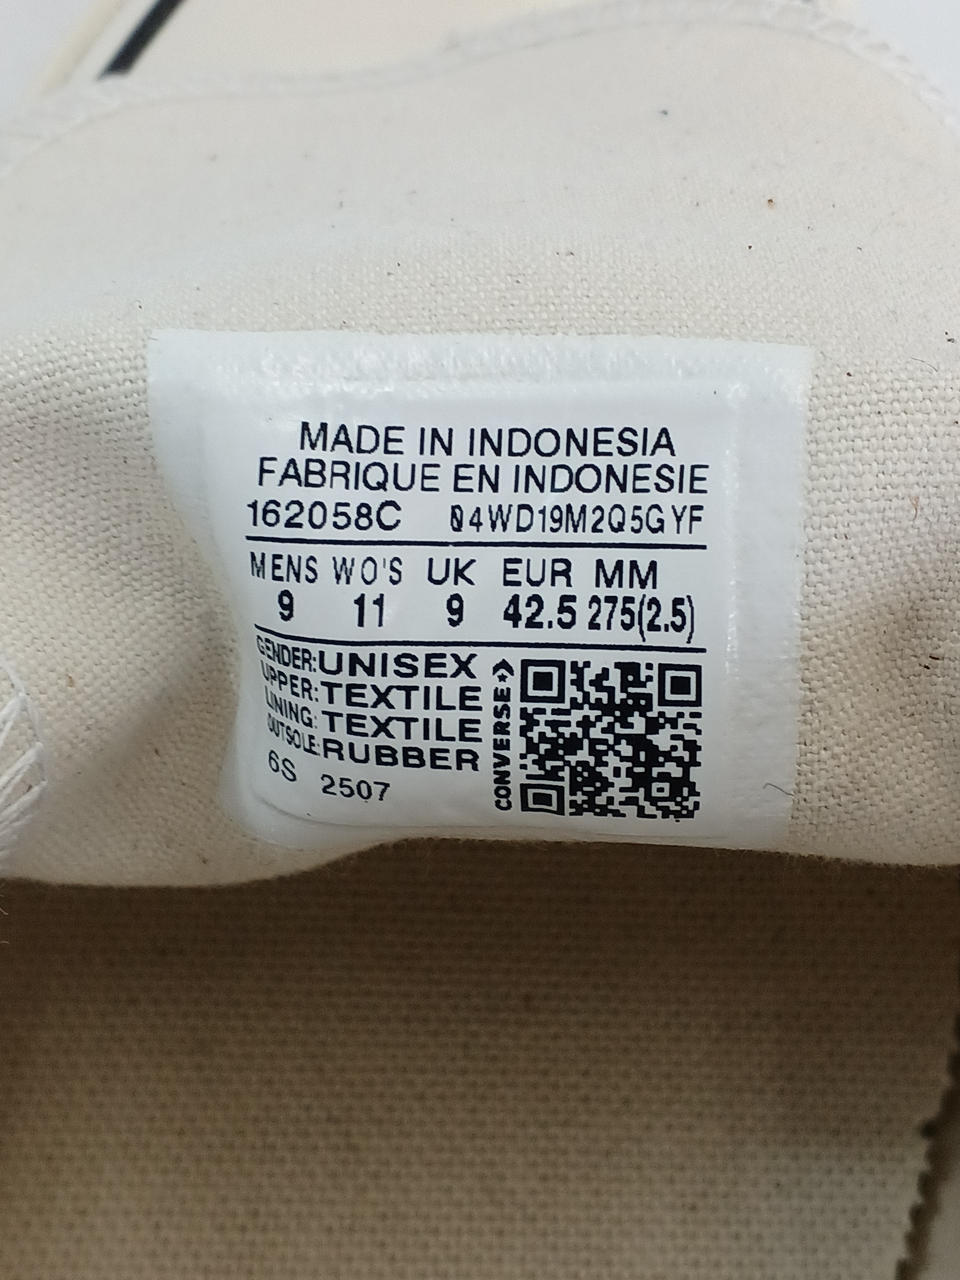 MADE IN INDONESIA
FABRIQUE EN INDONESIE
162058C 04WD19M2Q5GYF
MENS WO'S UK EUR MM
9 11 9 42.5 275(2.5)
GENDER:UNISEX
UPPER:TEXTILE
LINING:TEXTILE
OUTSOLE:RUBBER
6S 2507
CONVERSE